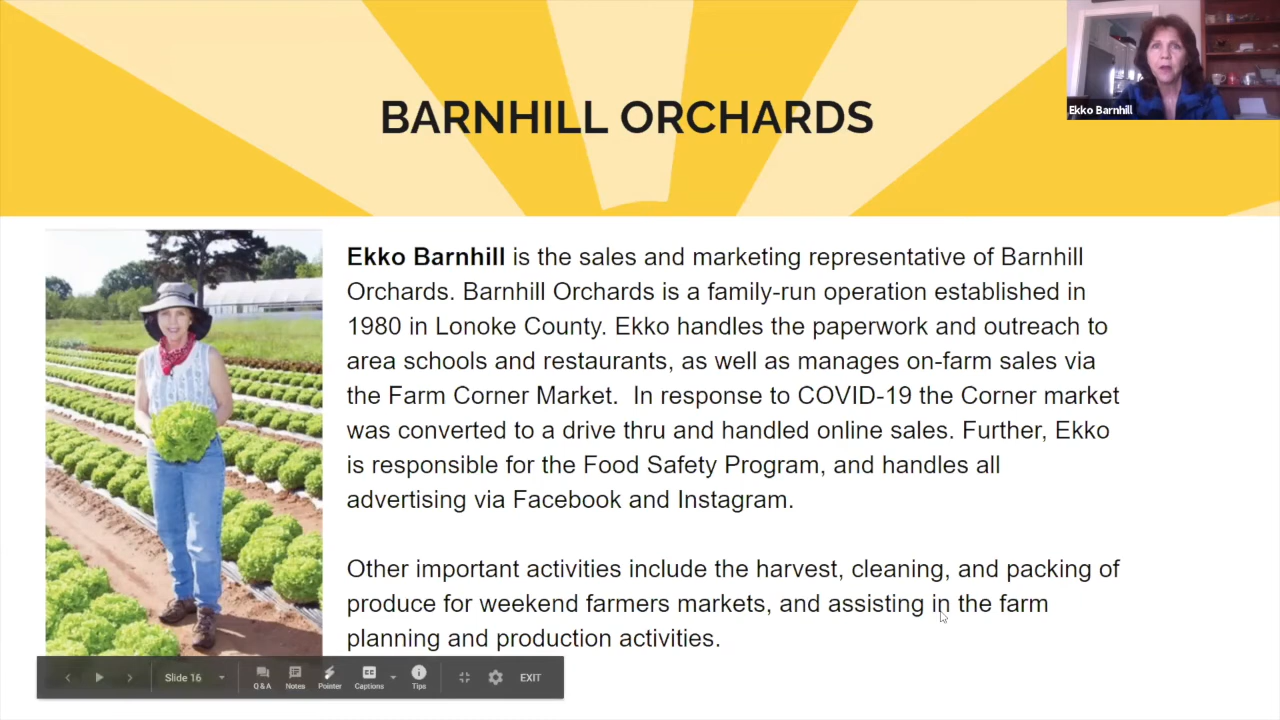 BARNHILL ORCHARDS
Ekko Barnhill
Ekko Barnhill is the sales and marketing representative of Barnhill
Orchards. Barnhill Orchards is a family-run operation established in
1980 in Lonoke County. Ekko handles the paperwork and outreach to
area schools and restaurants, as well as manages on-farm sales via
the Farm Corner Market.  In response to COVID-19 the Corner market
was converted to a drive thru and handled online sales. Further, Ekko
is responsible for the Food Safety Program, and handles all
advertising via Facebook and Instagram.
Other important activities include the harvest, cleaning, and packing of
produce for weekend farmers markets, and assisting in the farm
planning and production activities.
Slide 16 Q&A Notes Pointer Captions Tips EXIT